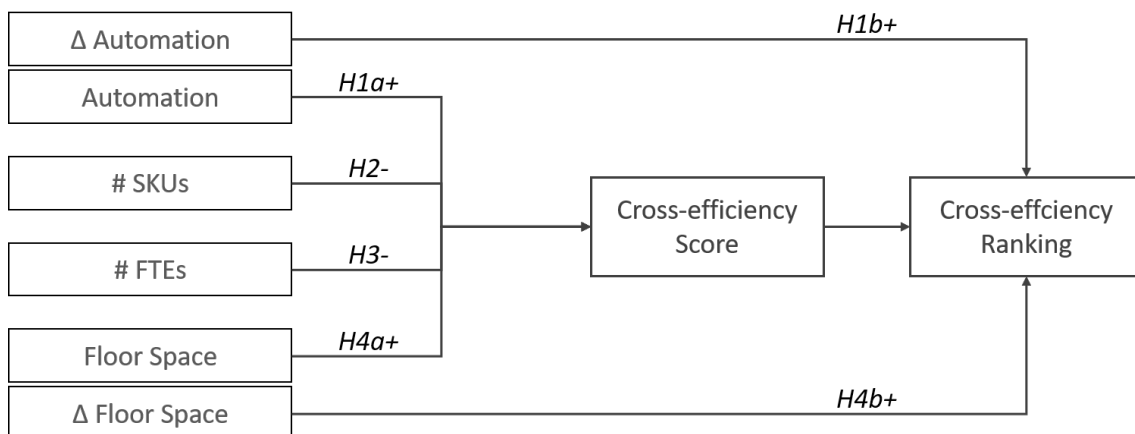 Δ Automation
H1b+
Automation
H1a+
# SKUs
H2-
Cross-efficiency
Score
Cross-effciency
Ranking
# FTEs
H3-
Floor Space
H4a+
Δ Floor Space
H4b+